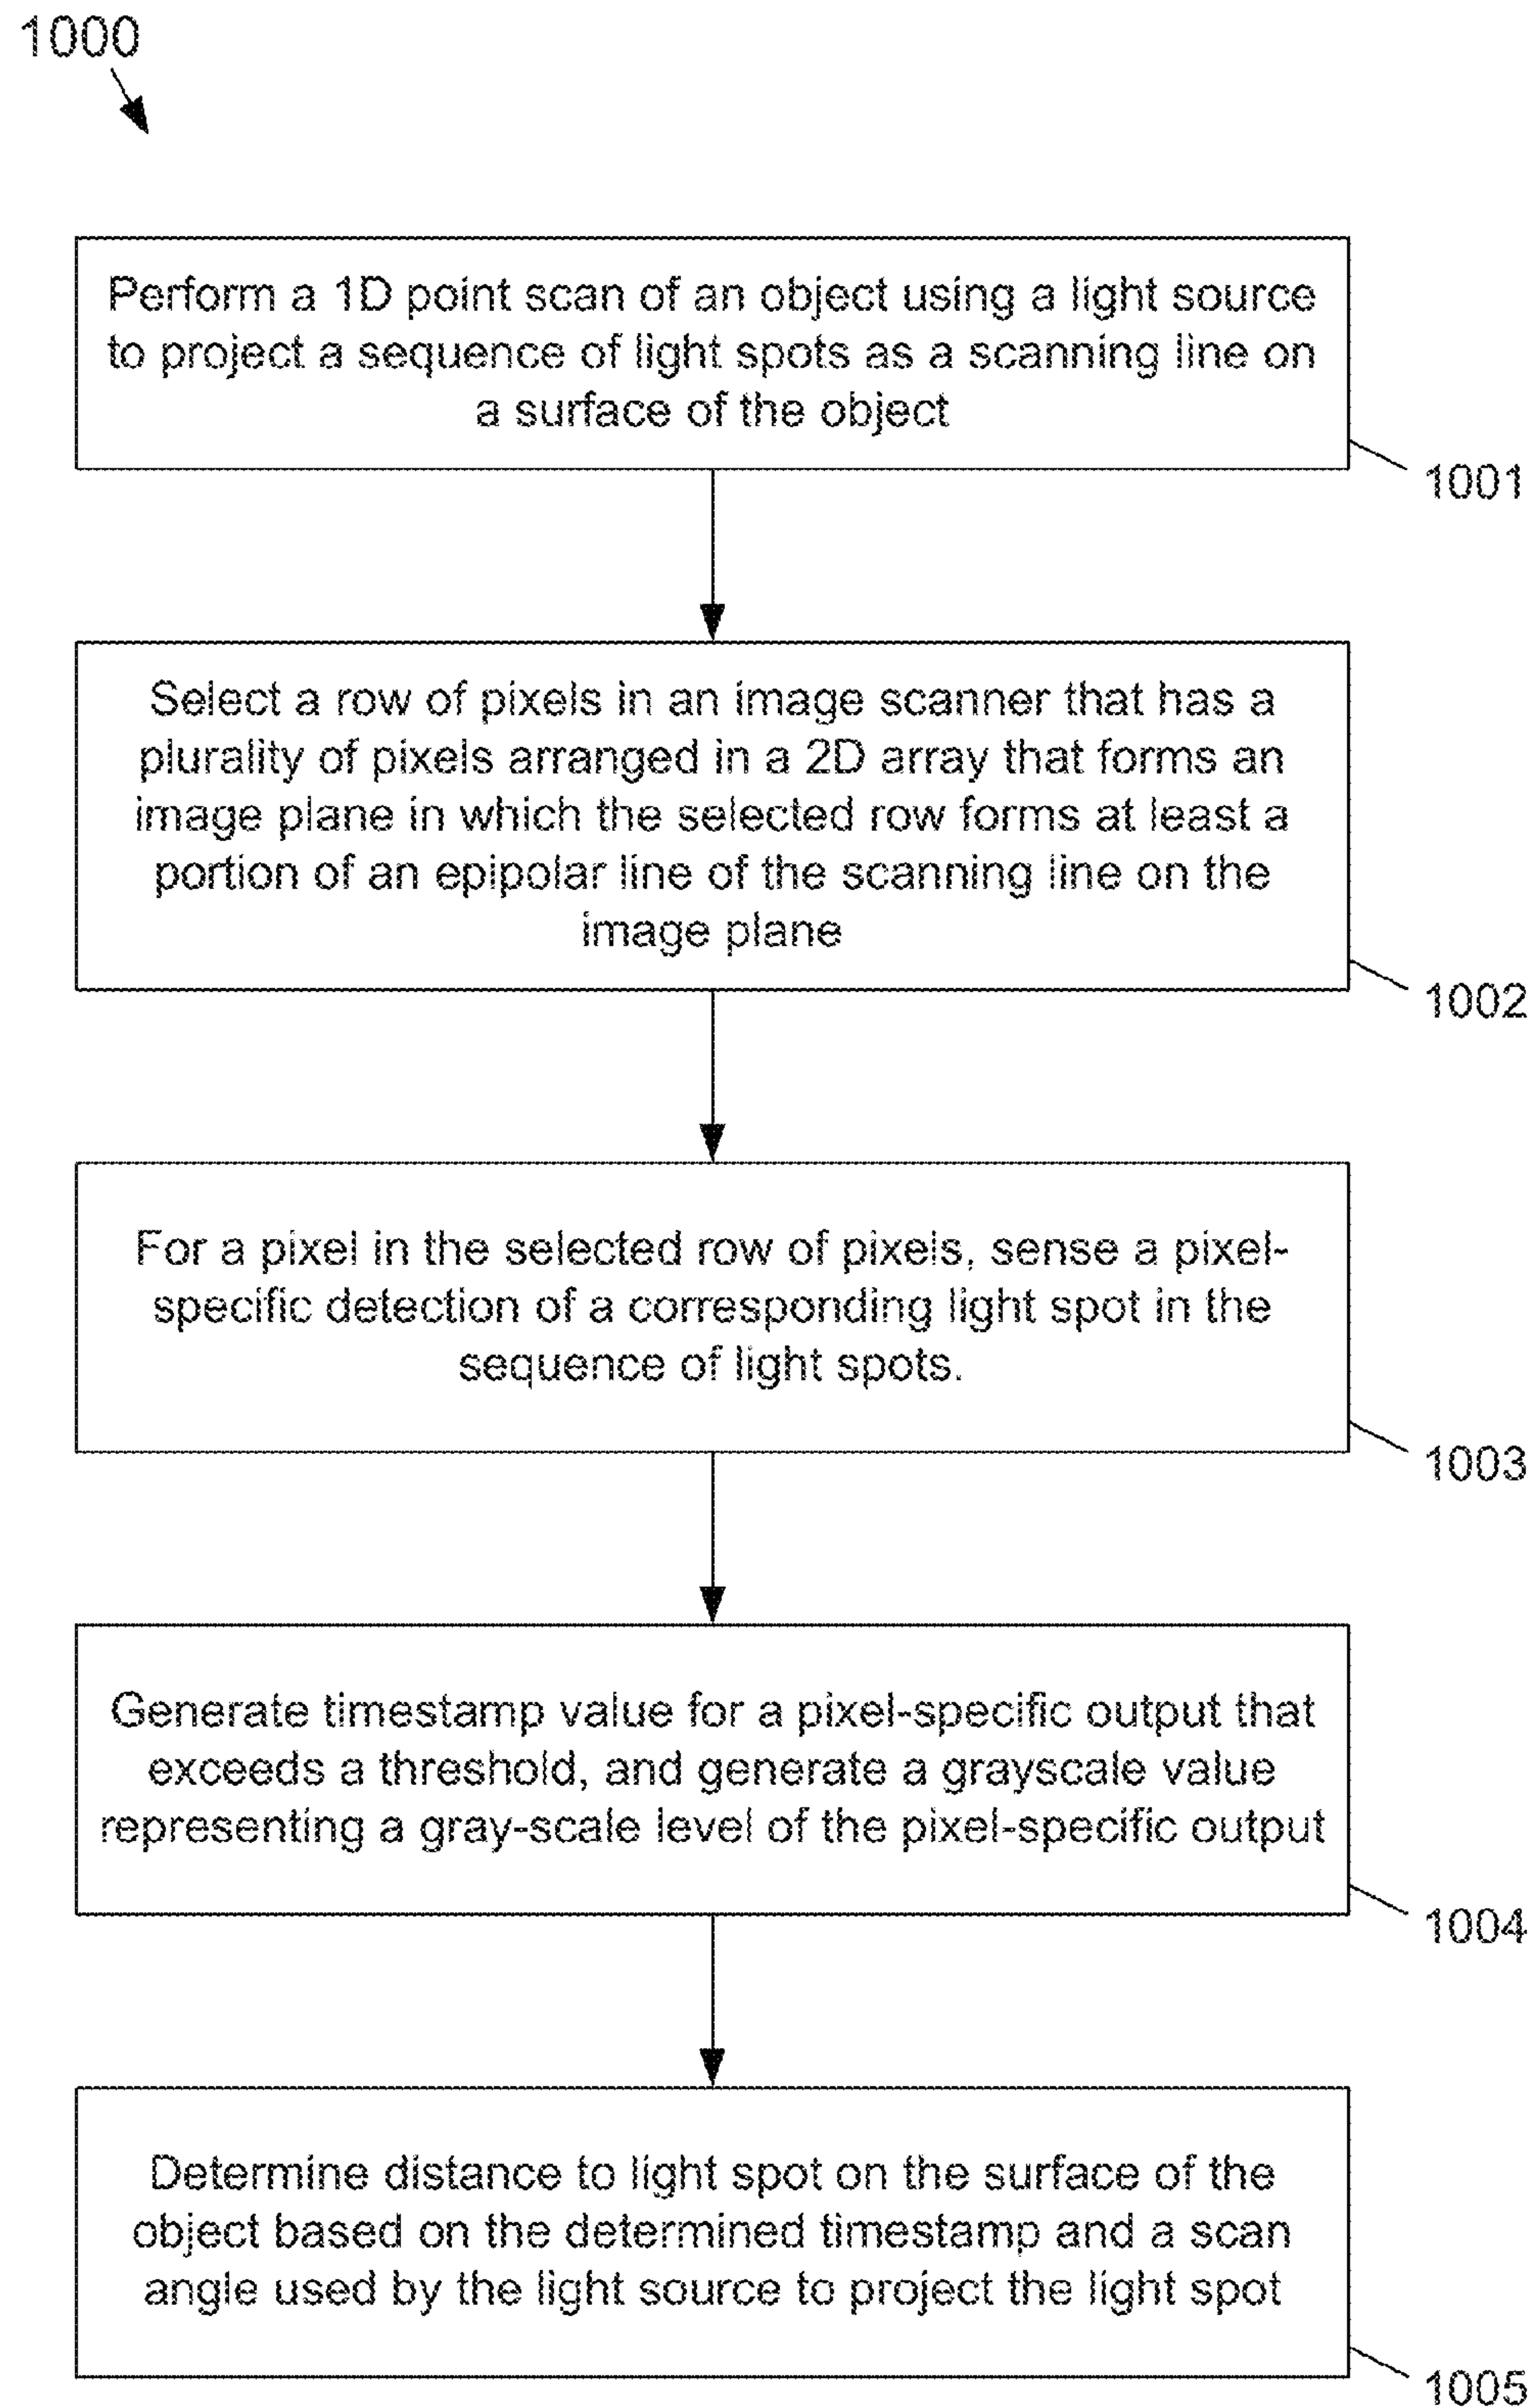 1000
Perform a 1D point scan of an object using a light source
to project a sequence of light spots as a scanning line on
a surface of the object
1001
Select a row of pixels in an image scanner that has a
plurality of pixels arranged in a 2D array that forms an
image plane in which the selected row forms at least a
portion of an epipolar line of the scanning line on the
image plane
1002
For a pixel in the selected row of pixels, sense a pixel-
specific detection of a corresponding light spot in the
sequence of light spots.
1003
Generate timestamp value for a pixel-specific output that
exceeds a threshold, and generate a grayscale value
representing a gray-scale level of the pixel-specific output
1004
Determine distance to light spot on the surface of the
object based on the determined timestamp and a scan
angle used by the light source to project the light spot
1005